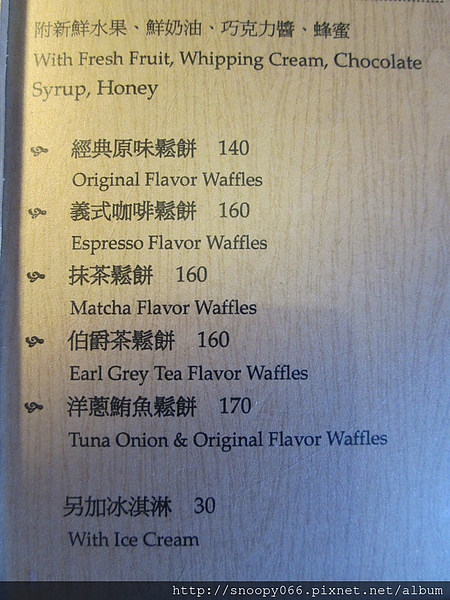 附新鮮水果、鮮奶油、巧克力醬、蜂蜜
With Fresh Fruit, Whipping Cream, Chocolate
Syrup, Honey
經典原味鬆餅 140
Original Flavor Waffles
義式咖啡鬆餅 160
Espresso Flavor Waffles
抹茶鬆餅 160
Matcha Flavor Waffles
伯爵茶鬆餅 160
Earl Grey Tea Flavor Waffles
洋蔥鮪魚鬆餅 170
Tuna Onion & Original Flavor Waffles
另加冰淇淋 30
With Ice Cream
http://snoopy066.pixnet.net/album